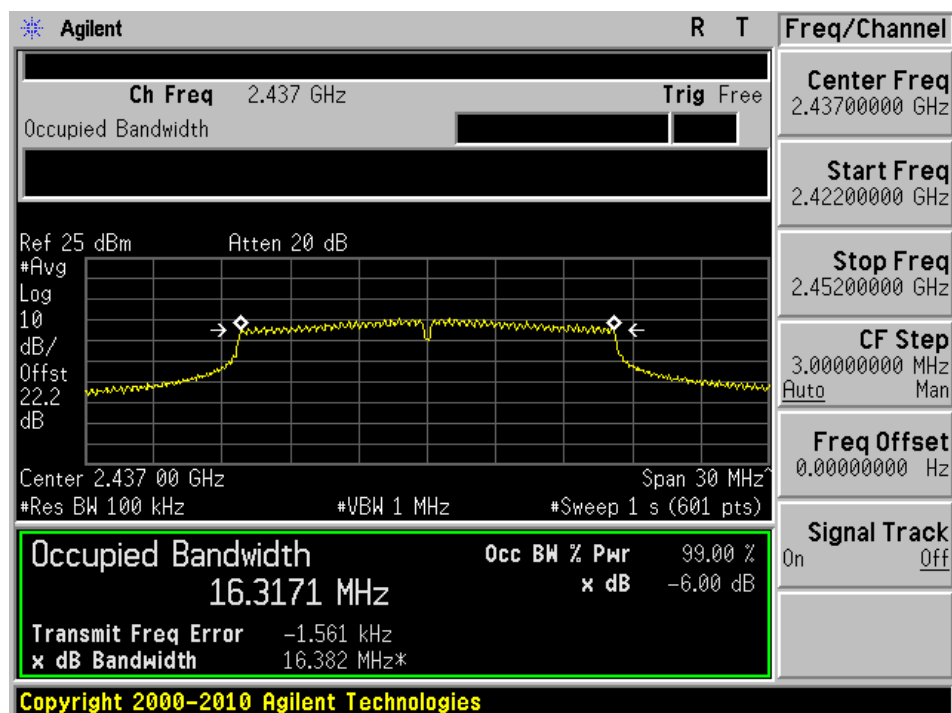 Agilent R T
Ch Freq 2.437 GHz Trig Free
Occupied Bandwidth
Ref 25 dBm Atten 20 dB
#Avg
Log
10
dB/
Offst
22.2
dB
Center 2.437 00 GHz Span 30 MHz^
#Res BW 100 kHz #VBW 1 MHz #Sweep 1 s (601 pts)
Occupied Bandwidth Occ BW % Pwr 99.00 %
16.3171 MHz x dB -6.00 dB
Transmit Freq Error -1.561 kHz
x dB Bandwidth 16.382 MHz*
Copyright 2000-2010 Agilent Technologies
Freq/Channel
Center Freq
2.43700000 GHz
Start Freq
2.42200000 GHz
Stop Freq
2.45200000 GHz
CF Step
3.00000000 MHz
Auto Man
Freq Offset
0.00000000 Hz
Signal Track
On Off